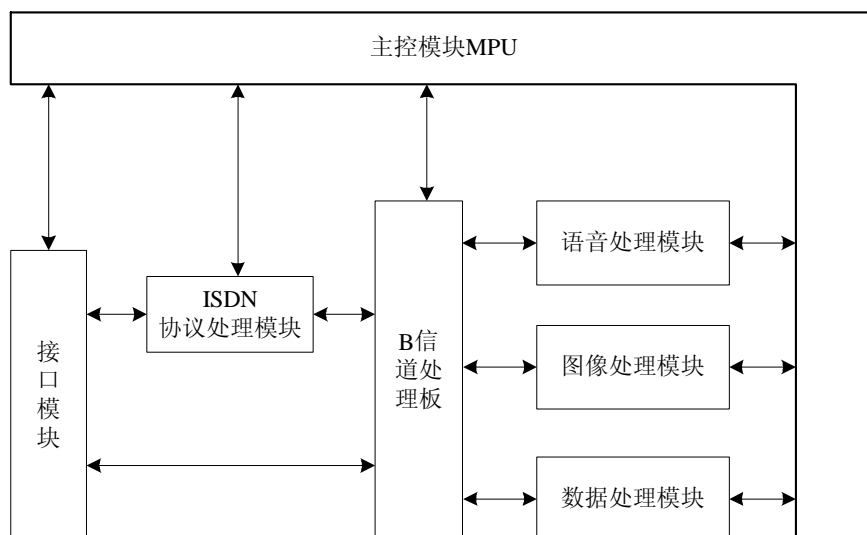 主控模块MPU
ISDN
协议处理模块
接
口
模
块
B信
道处
理板
语音处理模块
图像处理模块
数据处理模块